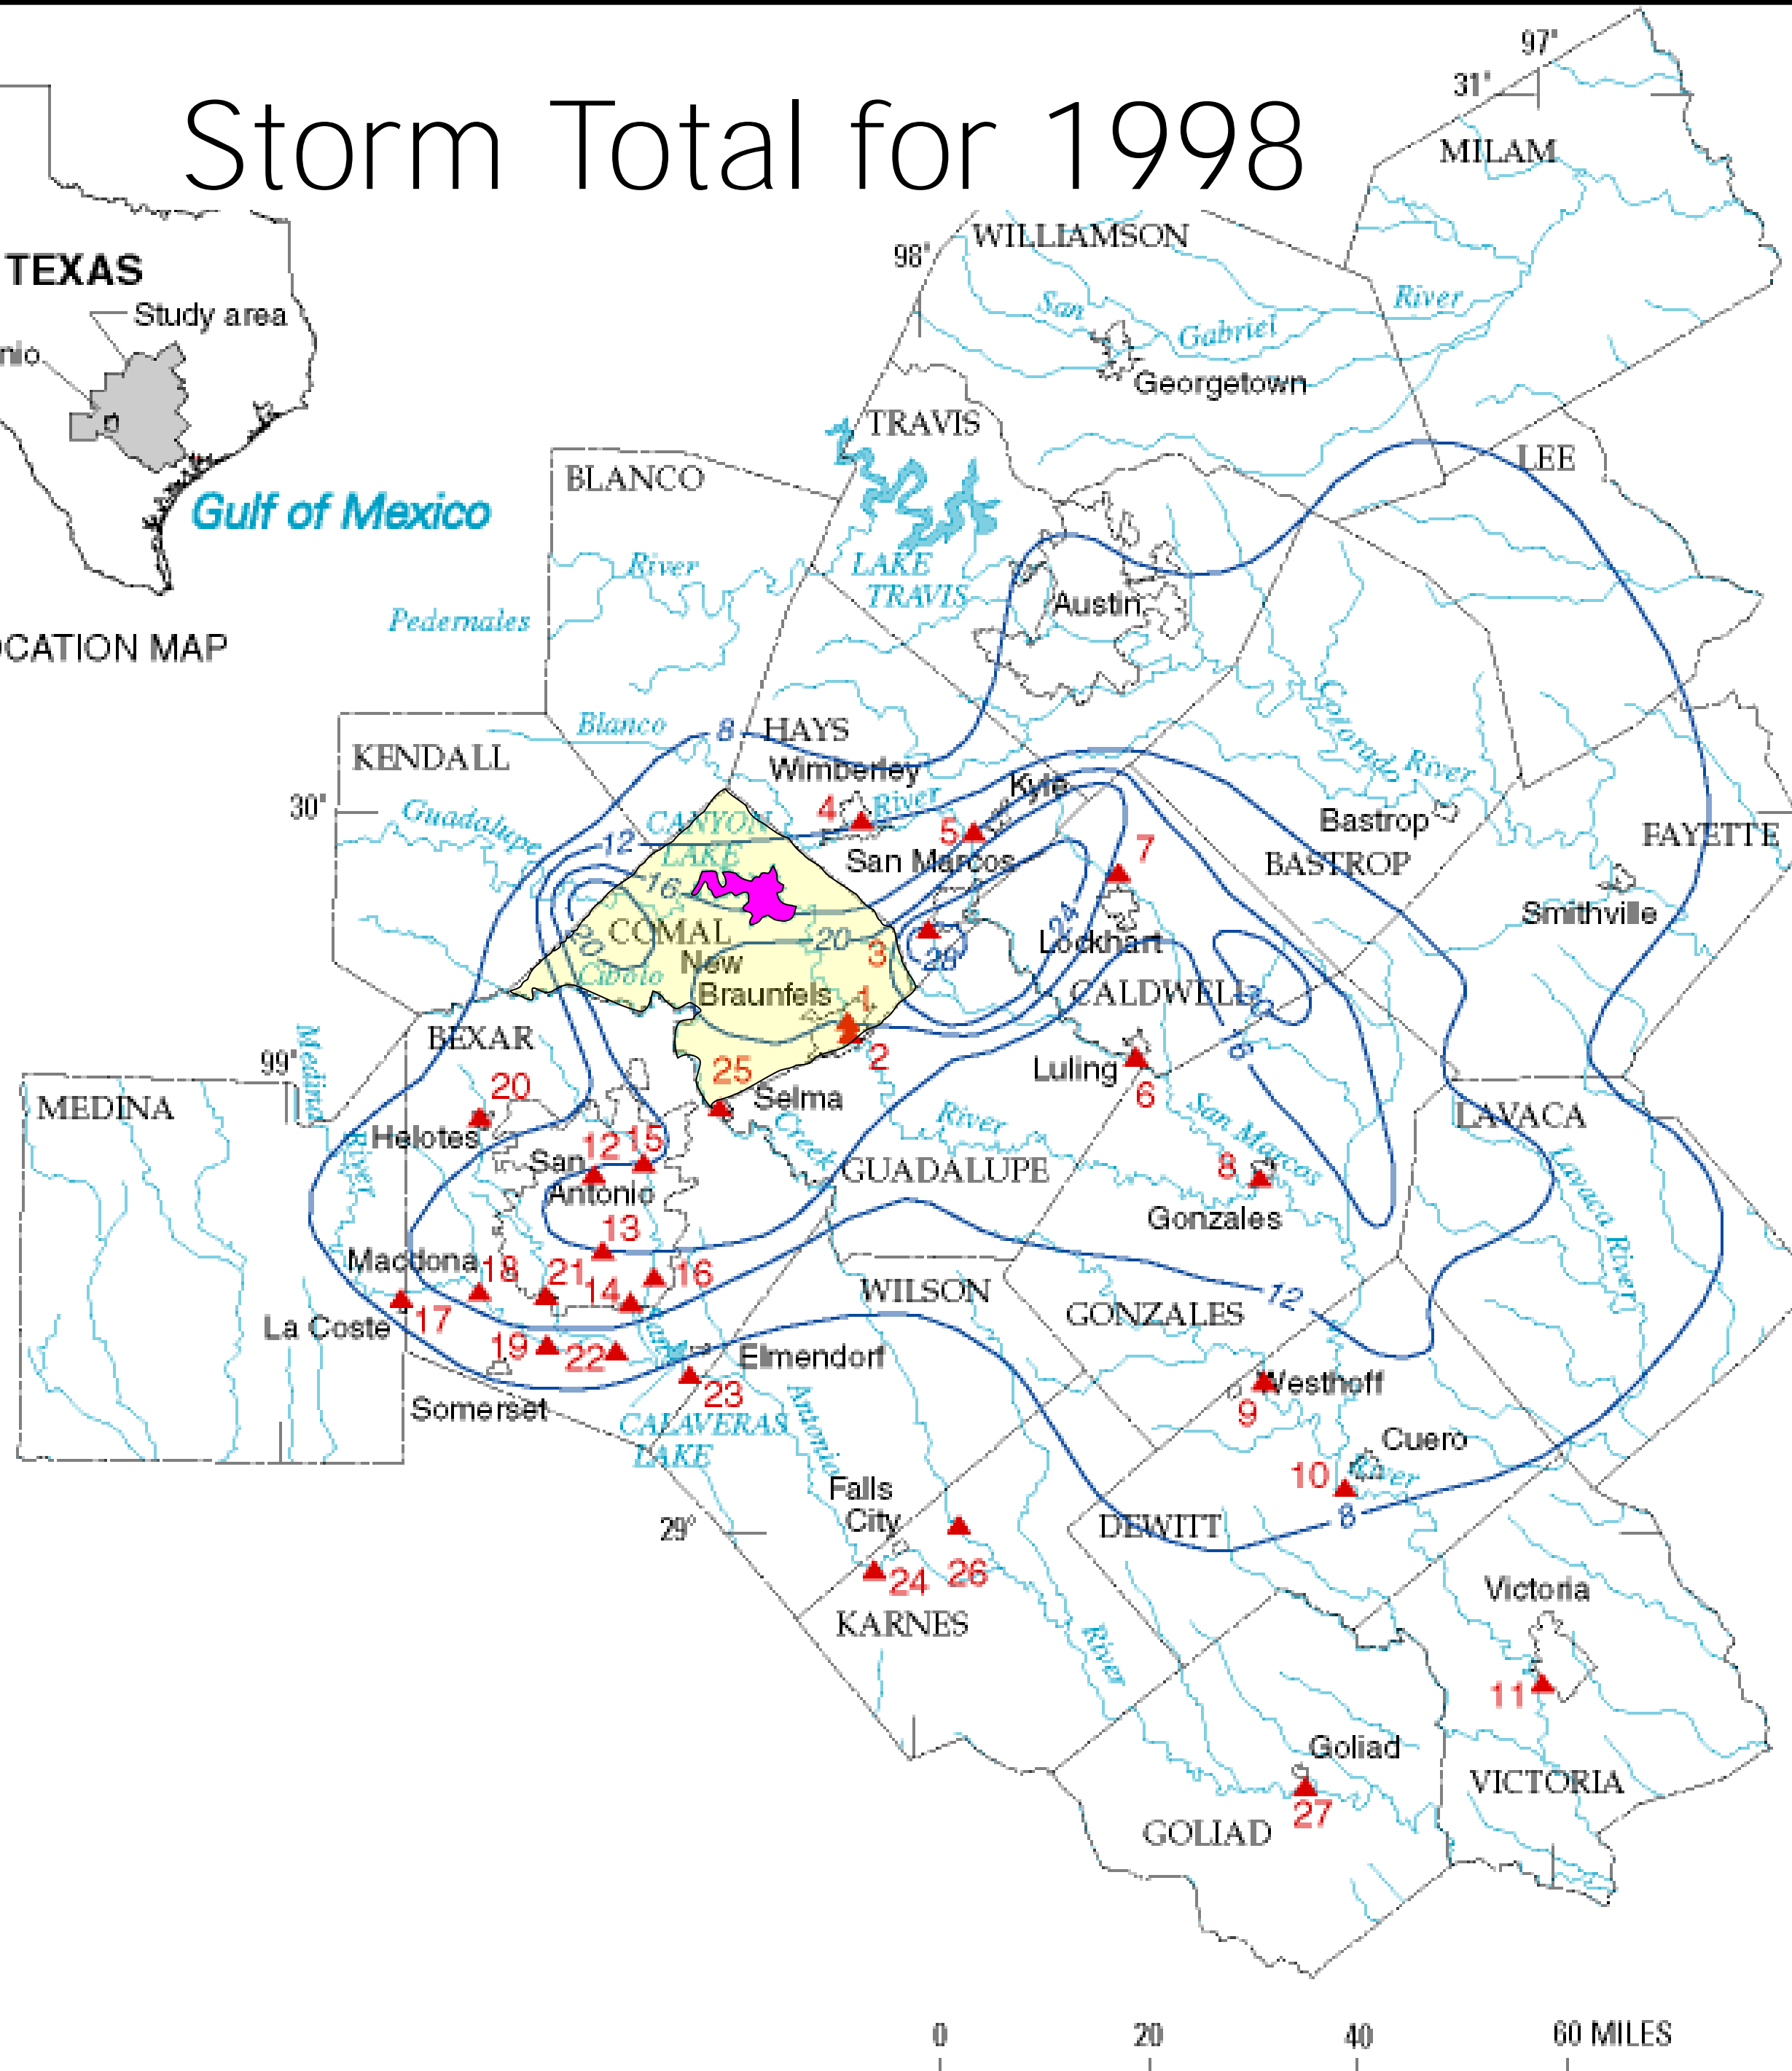 Storm Total for 1998
97°
31°
MILAM
WILLIAMSON
98°
TEXAS
Study area
nio
San
Gabriel
River
Georgetown
TRAVIS
BLANCO
LEE
Gulf of Mexico
River
LAKE
TRAVIS
Austin
Pedernales
OCATION MAP
Blanco
8
HAYS
KENDALL
Wimberley
Colorado
River
Kyle
30°
Guadalupe
CANYON
LAKE
4
River
5
12
San Marcos
7
Bastrop
BASTROP
FAYETTE
16
24
Smithville
20
COMAL
20
3
28
Lockhart
New
Cibolo
Braunfels
1
CALDWELL
BEXAR
Medina
River
99°
25
2
Luling
6
MEDINA
20
Selma
San Marcos
LAVACA
Helotes
12
15
Creek
River
San
Antonio
GUADALUPE
8
Lavaca River
Gonzales
13
Macdona
18
21
14
16
WILSON
12
GONZALES
La Coste
17
19
22
Elmendorf
Westhoff
9
23
Somerset
CALAVERAS
LAKE
Antonio
Cuero
10
River
Falls
City
29°
DEWITT
8
24
26
KARNES
River
Victoria
11
Goliad
27
VICTORIA
GOLIAD
0
20
40
60 MILES